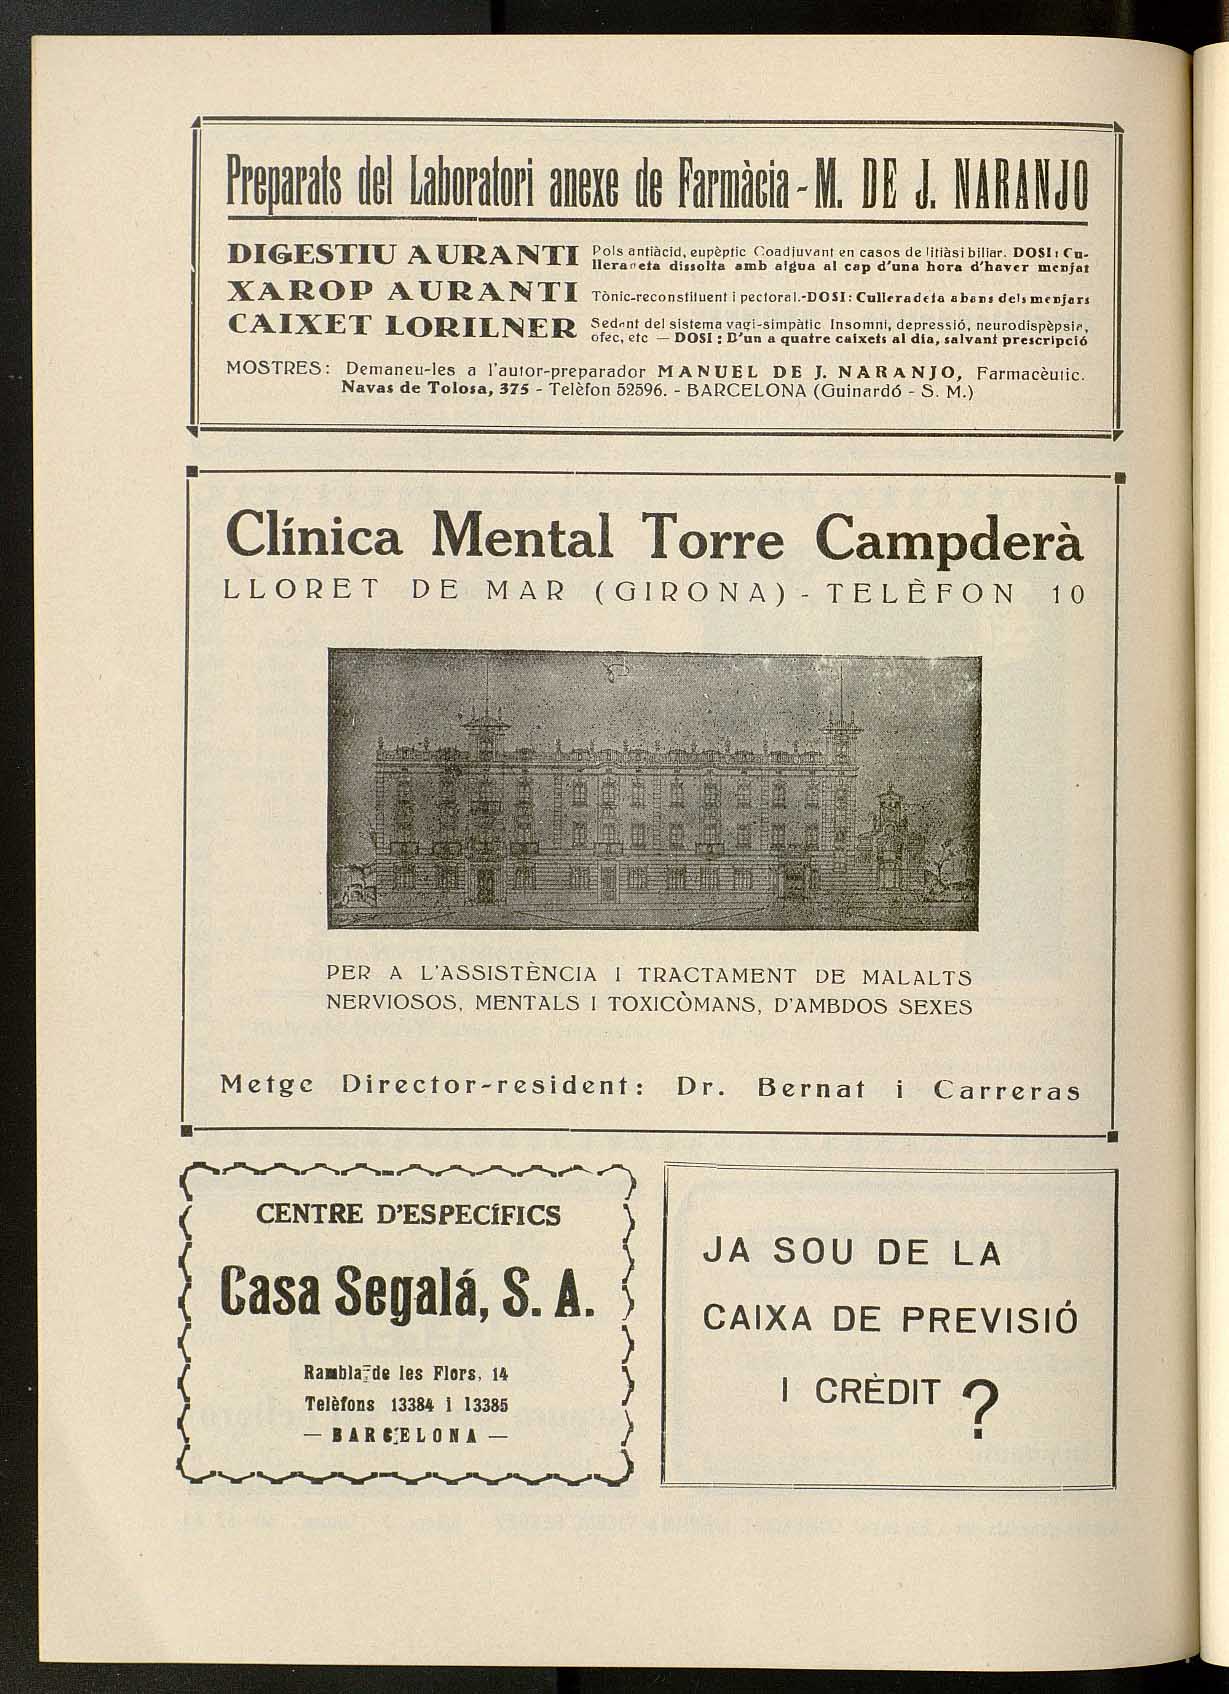 Preparats del Laboratori anexe de Farmàcia - M. DE J. NARANJO
DIGESTIU AURANTI Pols antiàcid, eupèptic Coadjuvant en casos de litiàsi biliar. DOSI: Cu-
lleradeta dissolta amb aigua al cap d'una hora d'haver menjat
XAROP AURANTI Tònic-reconstituent i pectoral.-DOSI: Culleradeta abans dels menjars
CAIXET LORILNER Sedant del sistema vagi-simpàtic Insomni, depressió, neurodispèpsia,
ofec, etc — DOSI: D'un a quatre caixets al dia, salvant prescripció
MOSTRES: Demaneu-les a l'autor-preparador MANUEL DE J. NARANJO, Farmacèutic.
Navas de Tolosa, 375 - Telèfon 52596. - BARCELONA (Guinardó - S. M.)
Clínica Mental Torre Campderà
LLORET DE MAR (GIRONA) - TELÈFON 10
PER A L'ASSISTÈNCIA I TRACTAMENT DE MALALTS
NERVIOSOS, MENTALS I TOXICÒMANS, D'AMBDOS SEXES
Metge Director-resident: Dr. Bernat i Carreras
CENTRE D'ESPECÍFICS
Casa Segalá, S. A.
Rambla de les Flors, 14
Telèfons 13384 i 13385
— BARCELONA —
JA SOU DE LA
CAIXA DE PREVISIÓ
I CRÈDIT ?